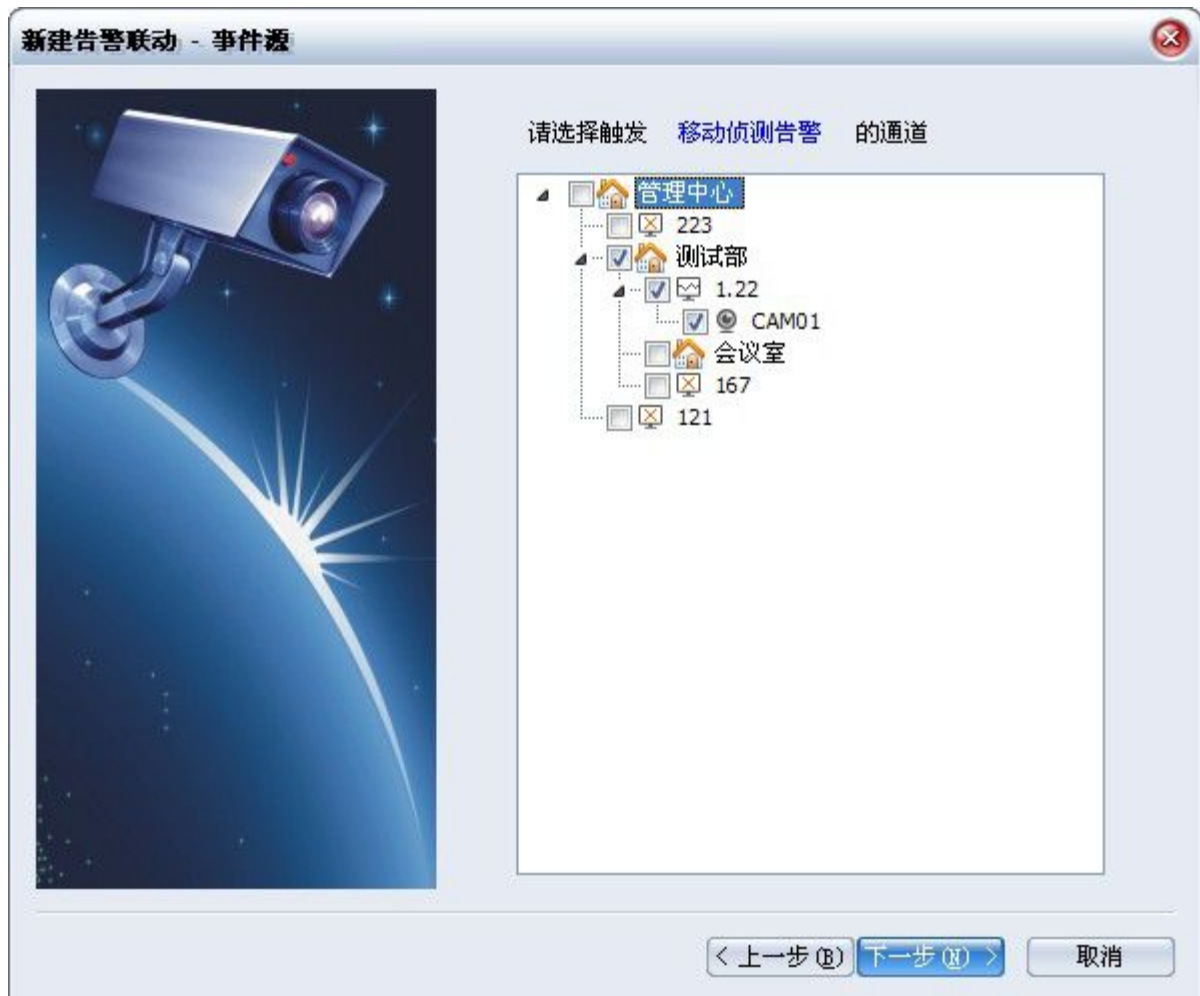 新建告警联动 - 事件源
请选择触发 移动侦测告警 的通道
管理中心
223
测试部
1.22
CAM01
会议室
167
121
< 上一步(B) 下一步(N) > 取消